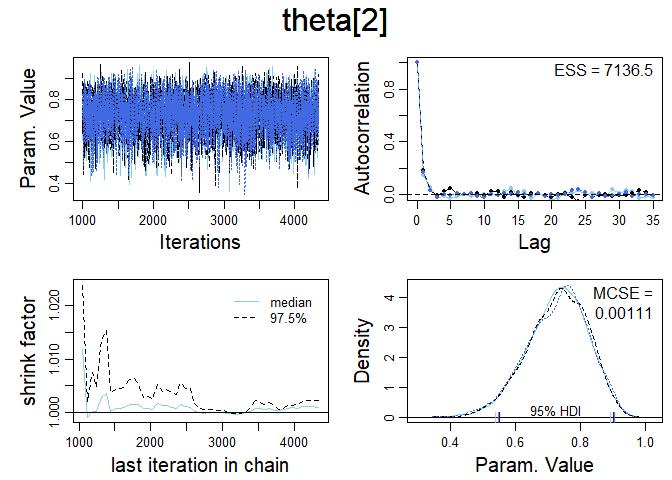 theta[2]
Param. Value
0.4 0.6 0.8
1000 2000 3000 4000
Iterations
Autocorrelation
0.0 0.4 0.8
ESS = 7136.5
0 5 10 15 20 25 30 35
Lag
shrink factor
1.000 1.010 1.020
median
97.5%
1000 2000 3000 4000
last iteration in chain
Density
0 1 2 3 4
MCSE =
0.00111
95% HDI
0.4 0.6 0.8 1.0
Param. Value